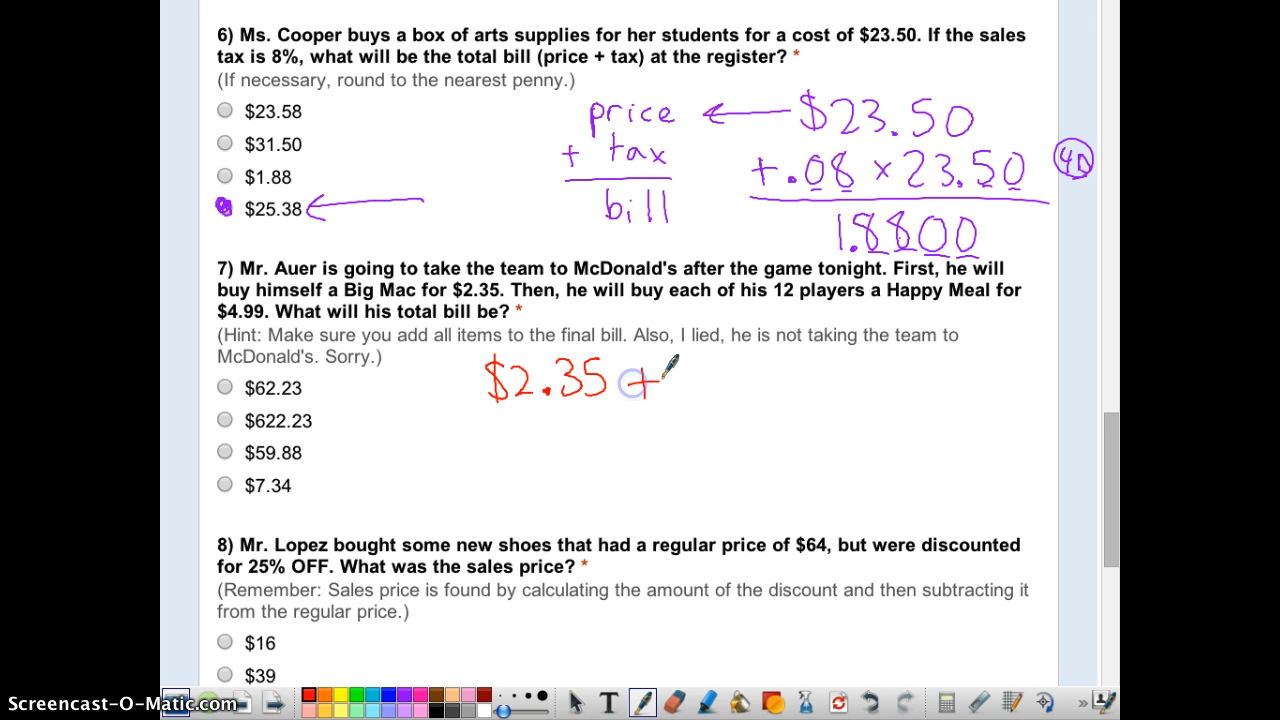 6) Ms. Cooper buys a box of arts supplies for her students for a cost of $23.50. If the sales
tax is 8%, what will be the total bill (price + tax) at the register? *
(If necessary, round to the nearest penny.)
$23.58
$31.50
$1.88
$25.38
price
+ tax
bill
$23.50
+.08 × 23.50
1.8800
4D
7) Mr. Auer is going to take the team to McDonald's after the game tonight. First, he will
buy himself a Big Mac for $2.35. Then, he will buy each of his 12 players a Happy Meal for
$4.99. What will his total bill be? *
(Hint: Make sure you add all items to the final bill. Also, I lied, he is not taking the team to
McDonald's. Sorry.)
$2.35 +
$62.23
$622.23
$59.88
$7.34
8) Mr. Lopez bought some new shoes that had a regular price of $64, but were discounted
for 25% OFF. What was the sales price? *
(Remember: Sales price is found by calculating the amount of the discount and then subtracting it
from the regular price.)
$16
$39
Screencast-O-Matic.com
T